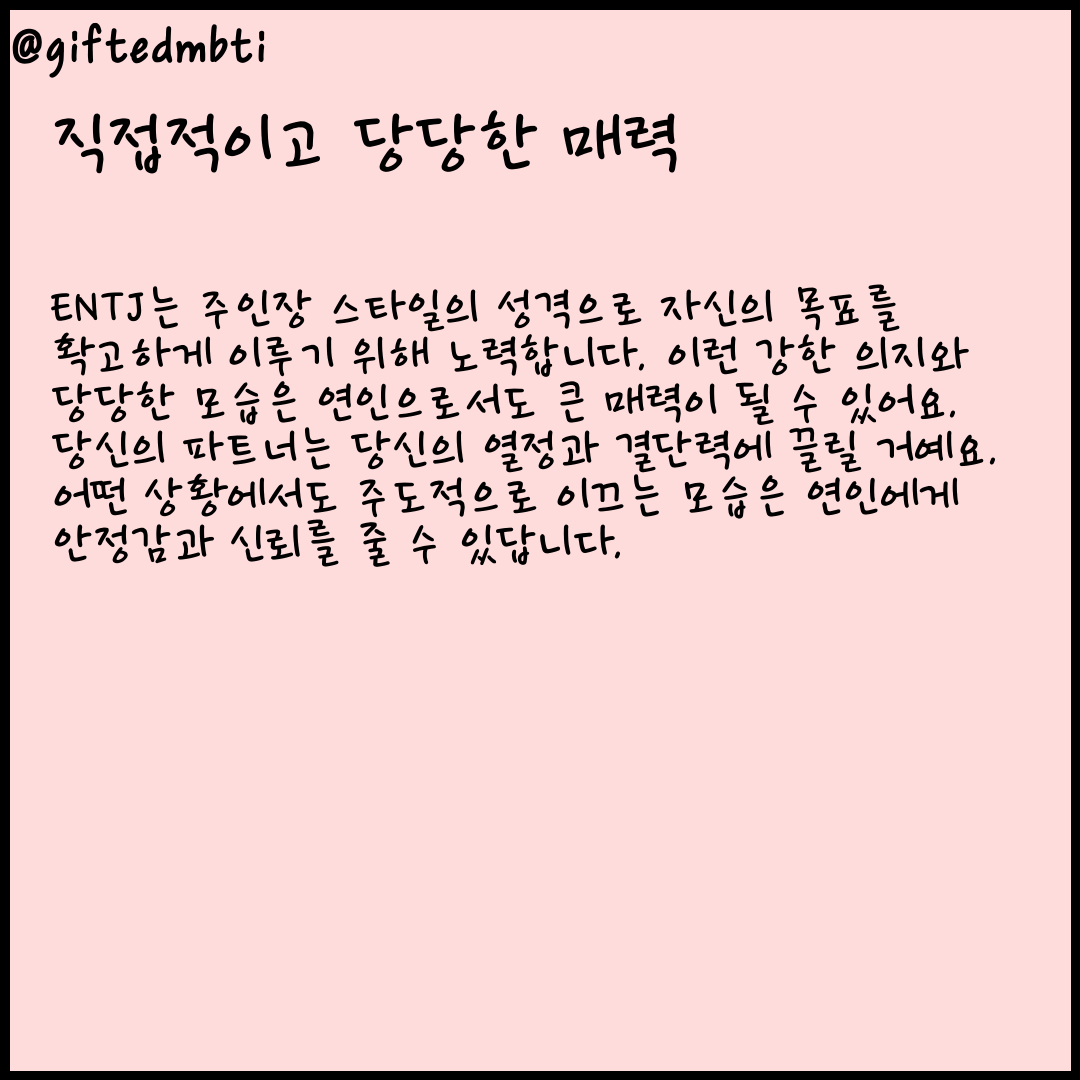 @giftedmbti
직접적이고 당당한 매력
ENTJ는 주인장 스타일의 성격으로 자신의 목표를
확고하게 이루기 위해 노력합니다. 이런 강한 의지와
당당한 모습은 연인으로서도 큰 매력이 될 수 있어요.
당신의 파트너는 당신의 열정과 결단력에 끌릴 거예요.
어떤 상황에서도 주도적으로 이끄는 모습은 연인에게
안정감과 신뢰를 줄 수 있답니다.